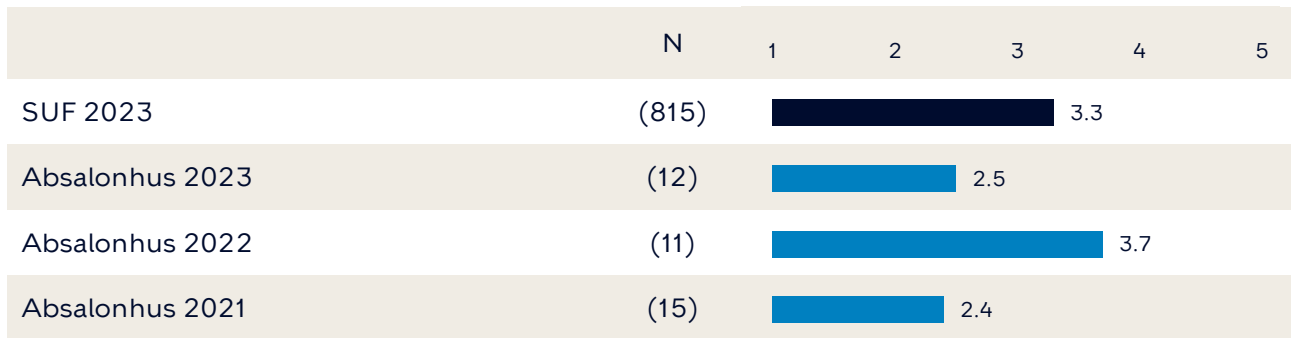 N 1 2 3 4 5
SUF 2023 (815) 3.3
Absalonhus 2023 (12) 2.5
Absalonhus 2022 (11) 3.7
Absalonhus 2021 (15) 2.4